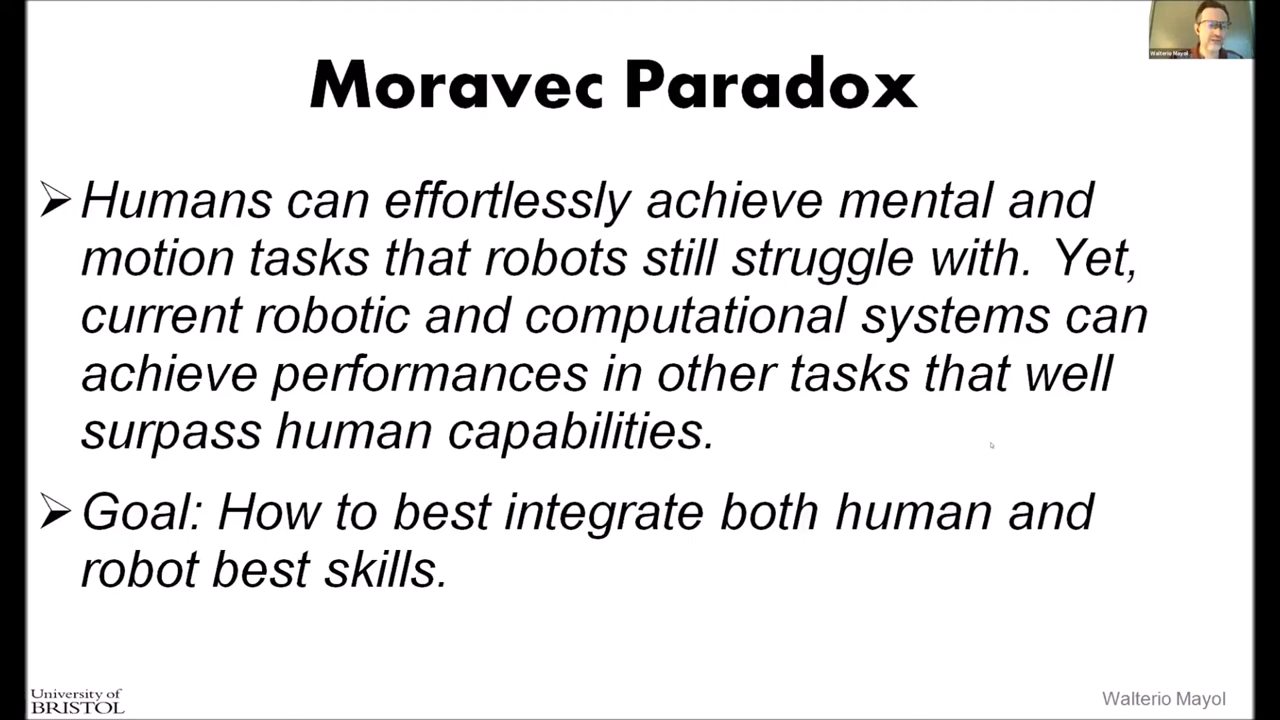 Walterio Mayol
Moravec Paradox
➢ Humans can effortlessly achieve mental and
motion tasks that robots still struggle with. Yet,
current robotic and computational systems can
achieve performances in other tasks that well
surpass human capabilities.
➢ Goal: How to best integrate both human and
robot best skills.
University of
BRISTOL
Walterio Mayol